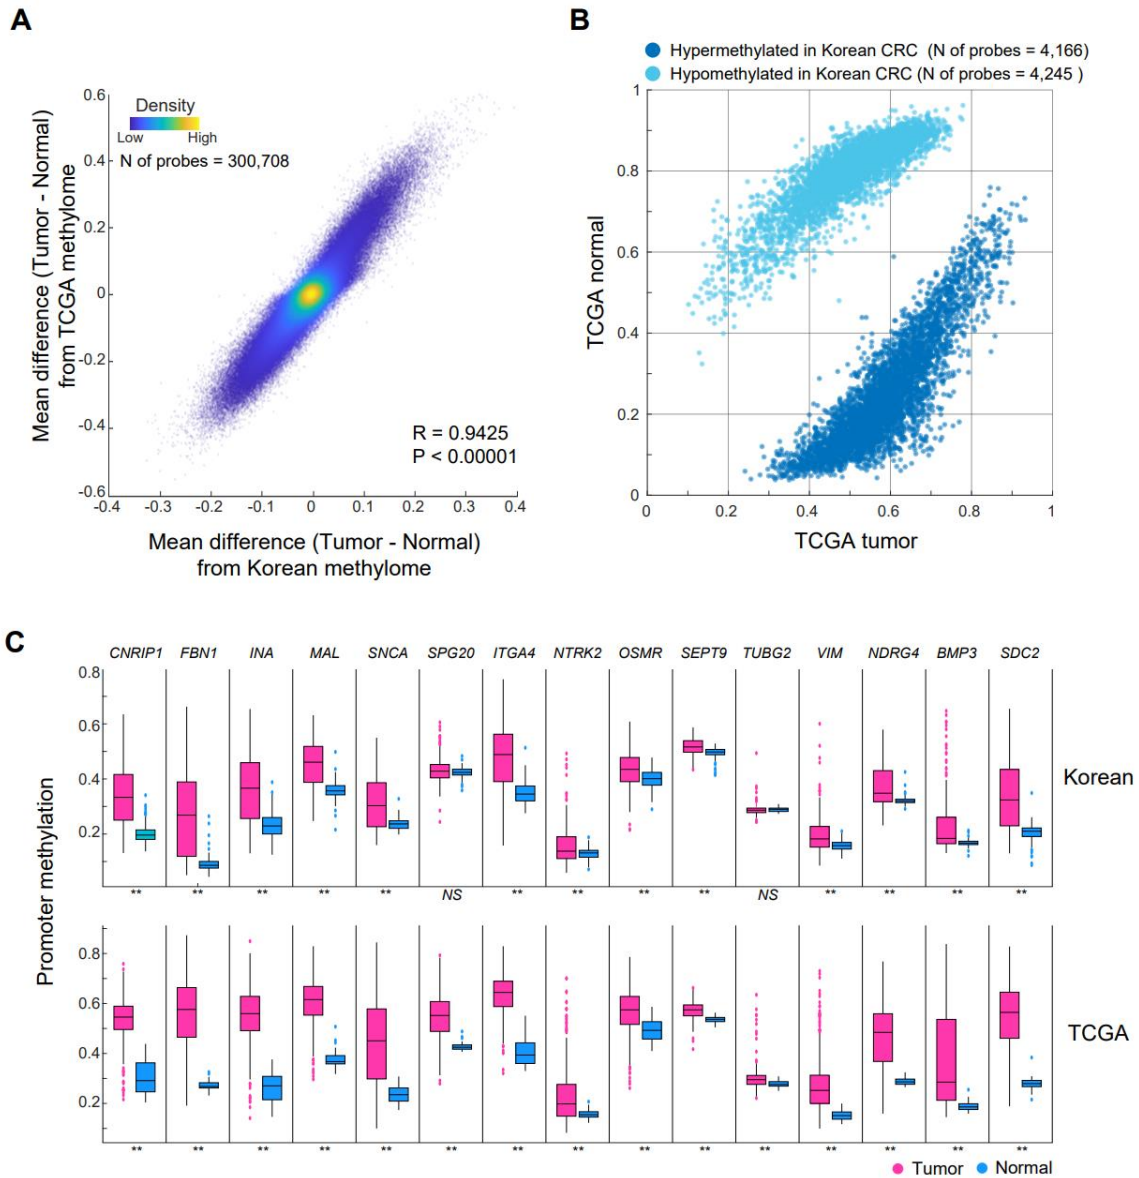 A
Density
Low High
N of probes = 300,708
Mean difference (Tumor - Normal)
from TCGA methylome
0.6
0.4
0.2
0
-0.2
-0.4
-0.6
R = 0.9425
P < 0.00001
-0.4 -0.3 -0.2 -0.1 0 0.1 0.2 0.3 0.4
Mean difference (Tumor - Normal)
from Korean methylome
B
Hypermethylated in Korean CRC (N of probes = 4,166)
Hypomethylated in Korean CRC (N of probes = 4,245 )
TCGA normal
1
0.8
0.6
0.4
0.2
0
0 0.2 0.4 0.6 0.8 1
TCGA tumor
C
CNRIP1 FBN1 INA MAL SNCA SPG20 ITGA4 NTRK2 OSMR SEPT9 TUBG2 VIM NDRG4 BMP3 SDC2
Promoter methylation
0.8
0.6
0.4
0.2
Korean
** ** ** ** ** NS ** ** ** ** NS ** ** ** **
0.8
0.6
0.4
0.2
TCGA
** ** ** ** ** ** ** ** ** ** ** ** ** ** **
Tumor Normal